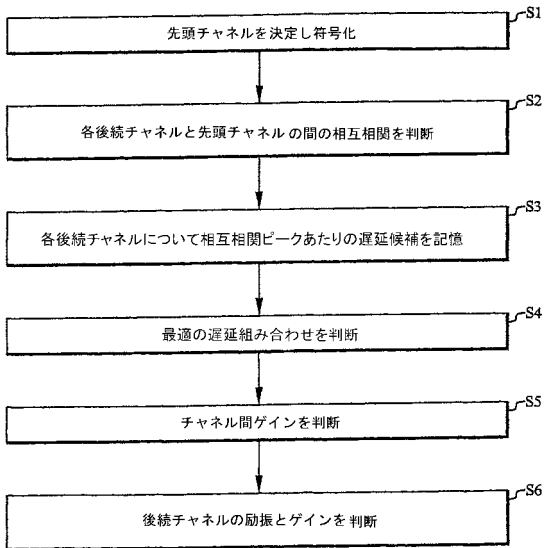 S1
先頭チャネルを決定し符号化
S2
各後続チャネルと先頭チャネルの間の相互相関を判断
S3
各後続チャネルについて相互相関ピークあたりの遅延候補を記憶
S4
最適の遅延組み合わせを判断
S5
チャネル間ゲインを判断
S6
後続チャネルの励振とゲインを判断